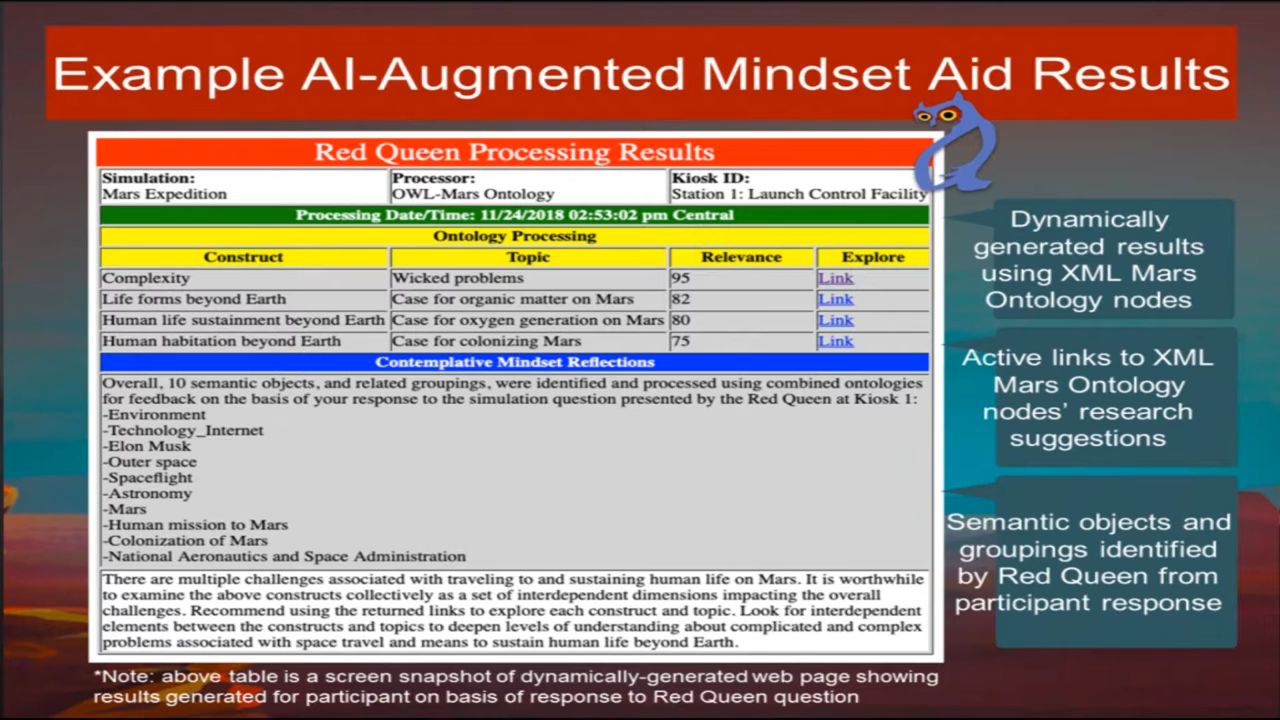 Example AI-Augmented Mindset Aid Results
Red Queen Processing Results
Simulation:
Mars Expedition
Processor:
OWL-Mars Ontology
Kiosk ID:
Station 1: Launch Control Facility
Processing Date/Time: 11/24/2018 02:53:02 pm Central
Ontology Processing
Construct Topic Relevance Explore
Complexity Wicked problems 95 Link
Life forms beyond Earth Case for organic matter on Mars 82 Link
Human life sustainment beyond Earth Case for oxygen generation on Mars 80 Link
Human habitation beyond Earth Case for colonizing Mars 75 Link
Contemplative Mindset Reflections
Overall, 10 semantic objects, and related groupings, were identified and processed using combined ontologies
for feedback on the basis of your response to the simulation question presented by the Red Queen at Kiosk 1:
-Environment
-Technology_Internet
-Elon Musk
-Outer space
-Spaceflight
-Astronomy
-Mars
-Human mission to Mars
-Colonization of Mars
-National Aeronautics and Space Administration
There are multiple challenges associated with traveling to and sustaining human life on Mars. It is worthwhile
to examine the above constructs collectively as a set of interdependent dimensions impacting the overall
challenges. Recommend using the returned links to explore each construct and topic. Look for interdependent
elements between the constructs and topics to deepen levels of understanding about complicated and complex
problems associated with space travel and means to sustain human life beyond Earth.
Dynamically
generated results
using XML Mars
Ontology nodes
Active links to XML
Mars Ontology
nodes' research
suggestions
Semantic objects and
groupings identified
by Red Queen from
participant response
*Note: above table is a screen snapshot of dynamically-generated web page showing
results generated for participant on basis of response to Red Queen question